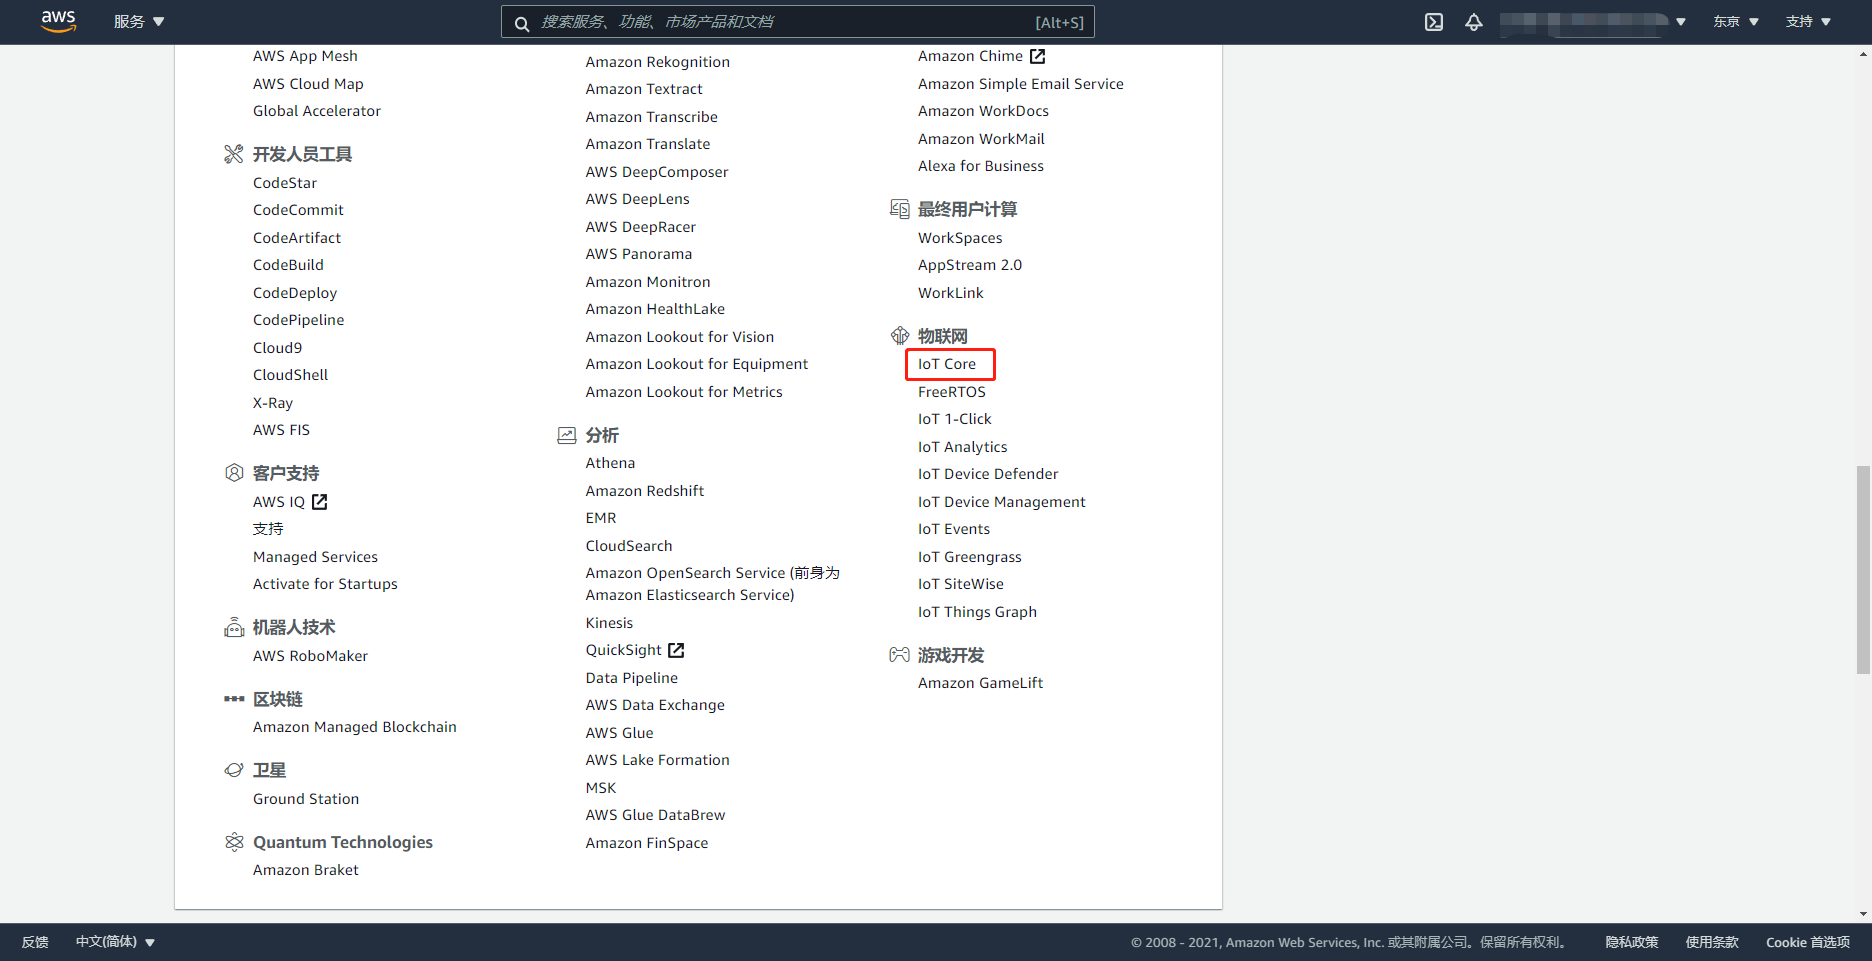 aws
服务
搜索服务、功能、市场产品和文档
[Alt+S]
东京
支持
AWS App Mesh
AWS Cloud Map
Global Accelerator
开发人员工具
CodeStar
CodeCommit
CodeArtifact
CodeBuild
CodeDeploy
CodePipeline
Cloud9
CloudShell
X-Ray
AWS FIS
客户支持
AWS IQ
支持
Managed Services
Activate for Startups
机器人技术
AWS RoboMaker
区块链
Amazon Managed Blockchain
卫星
Ground Station
Quantum Technologies
Amazon Braket
Amazon Rekognition
Amazon Textract
Amazon Transcribe
Amazon Translate
AWS DeepComposer
AWS DeepLens
AWS DeepRacer
AWS Panorama
Amazon Monitron
Amazon HealthLake
Amazon Lookout for Vision
Amazon Lookout for Equipment
Amazon Lookout for Metrics
分析
Athena
Amazon Redshift
EMR
CloudSearch
Amazon OpenSearch Service (前身为
Amazon Elasticsearch Service)
Kinesis
QuickSight
Data Pipeline
AWS Data Exchange
AWS Glue
AWS Lake Formation
MSK
AWS Glue DataBrew
Amazon FinSpace
Amazon Chime
Amazon Simple Email Service
Amazon WorkDocs
Amazon WorkMail
Alexa for Business
最终用户计算
WorkSpaces
AppStream 2.0
WorkLink
物联网
IoT Core
FreeRTOS
IoT 1-Click
IoT Analytics
IoT Device Defender
IoT Device Management
IoT Events
IoT Greengrass
IoT SiteWise
IoT Things Graph
游戏开发
Amazon GameLift
反馈
中文(简体)
© 2008 - 2021, Amazon Web Services, Inc. 或其附属公司。保留所有权利。
隐私政策
使用条款
Cookie 首选项